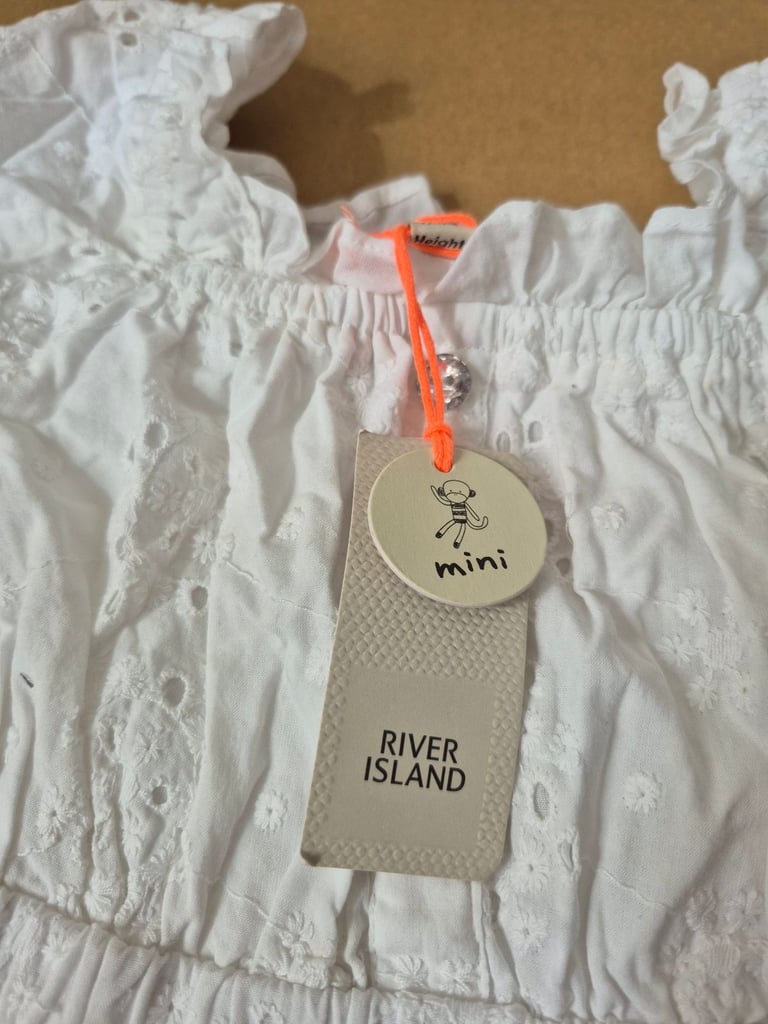 Height
mini
RIVER
ISLAND